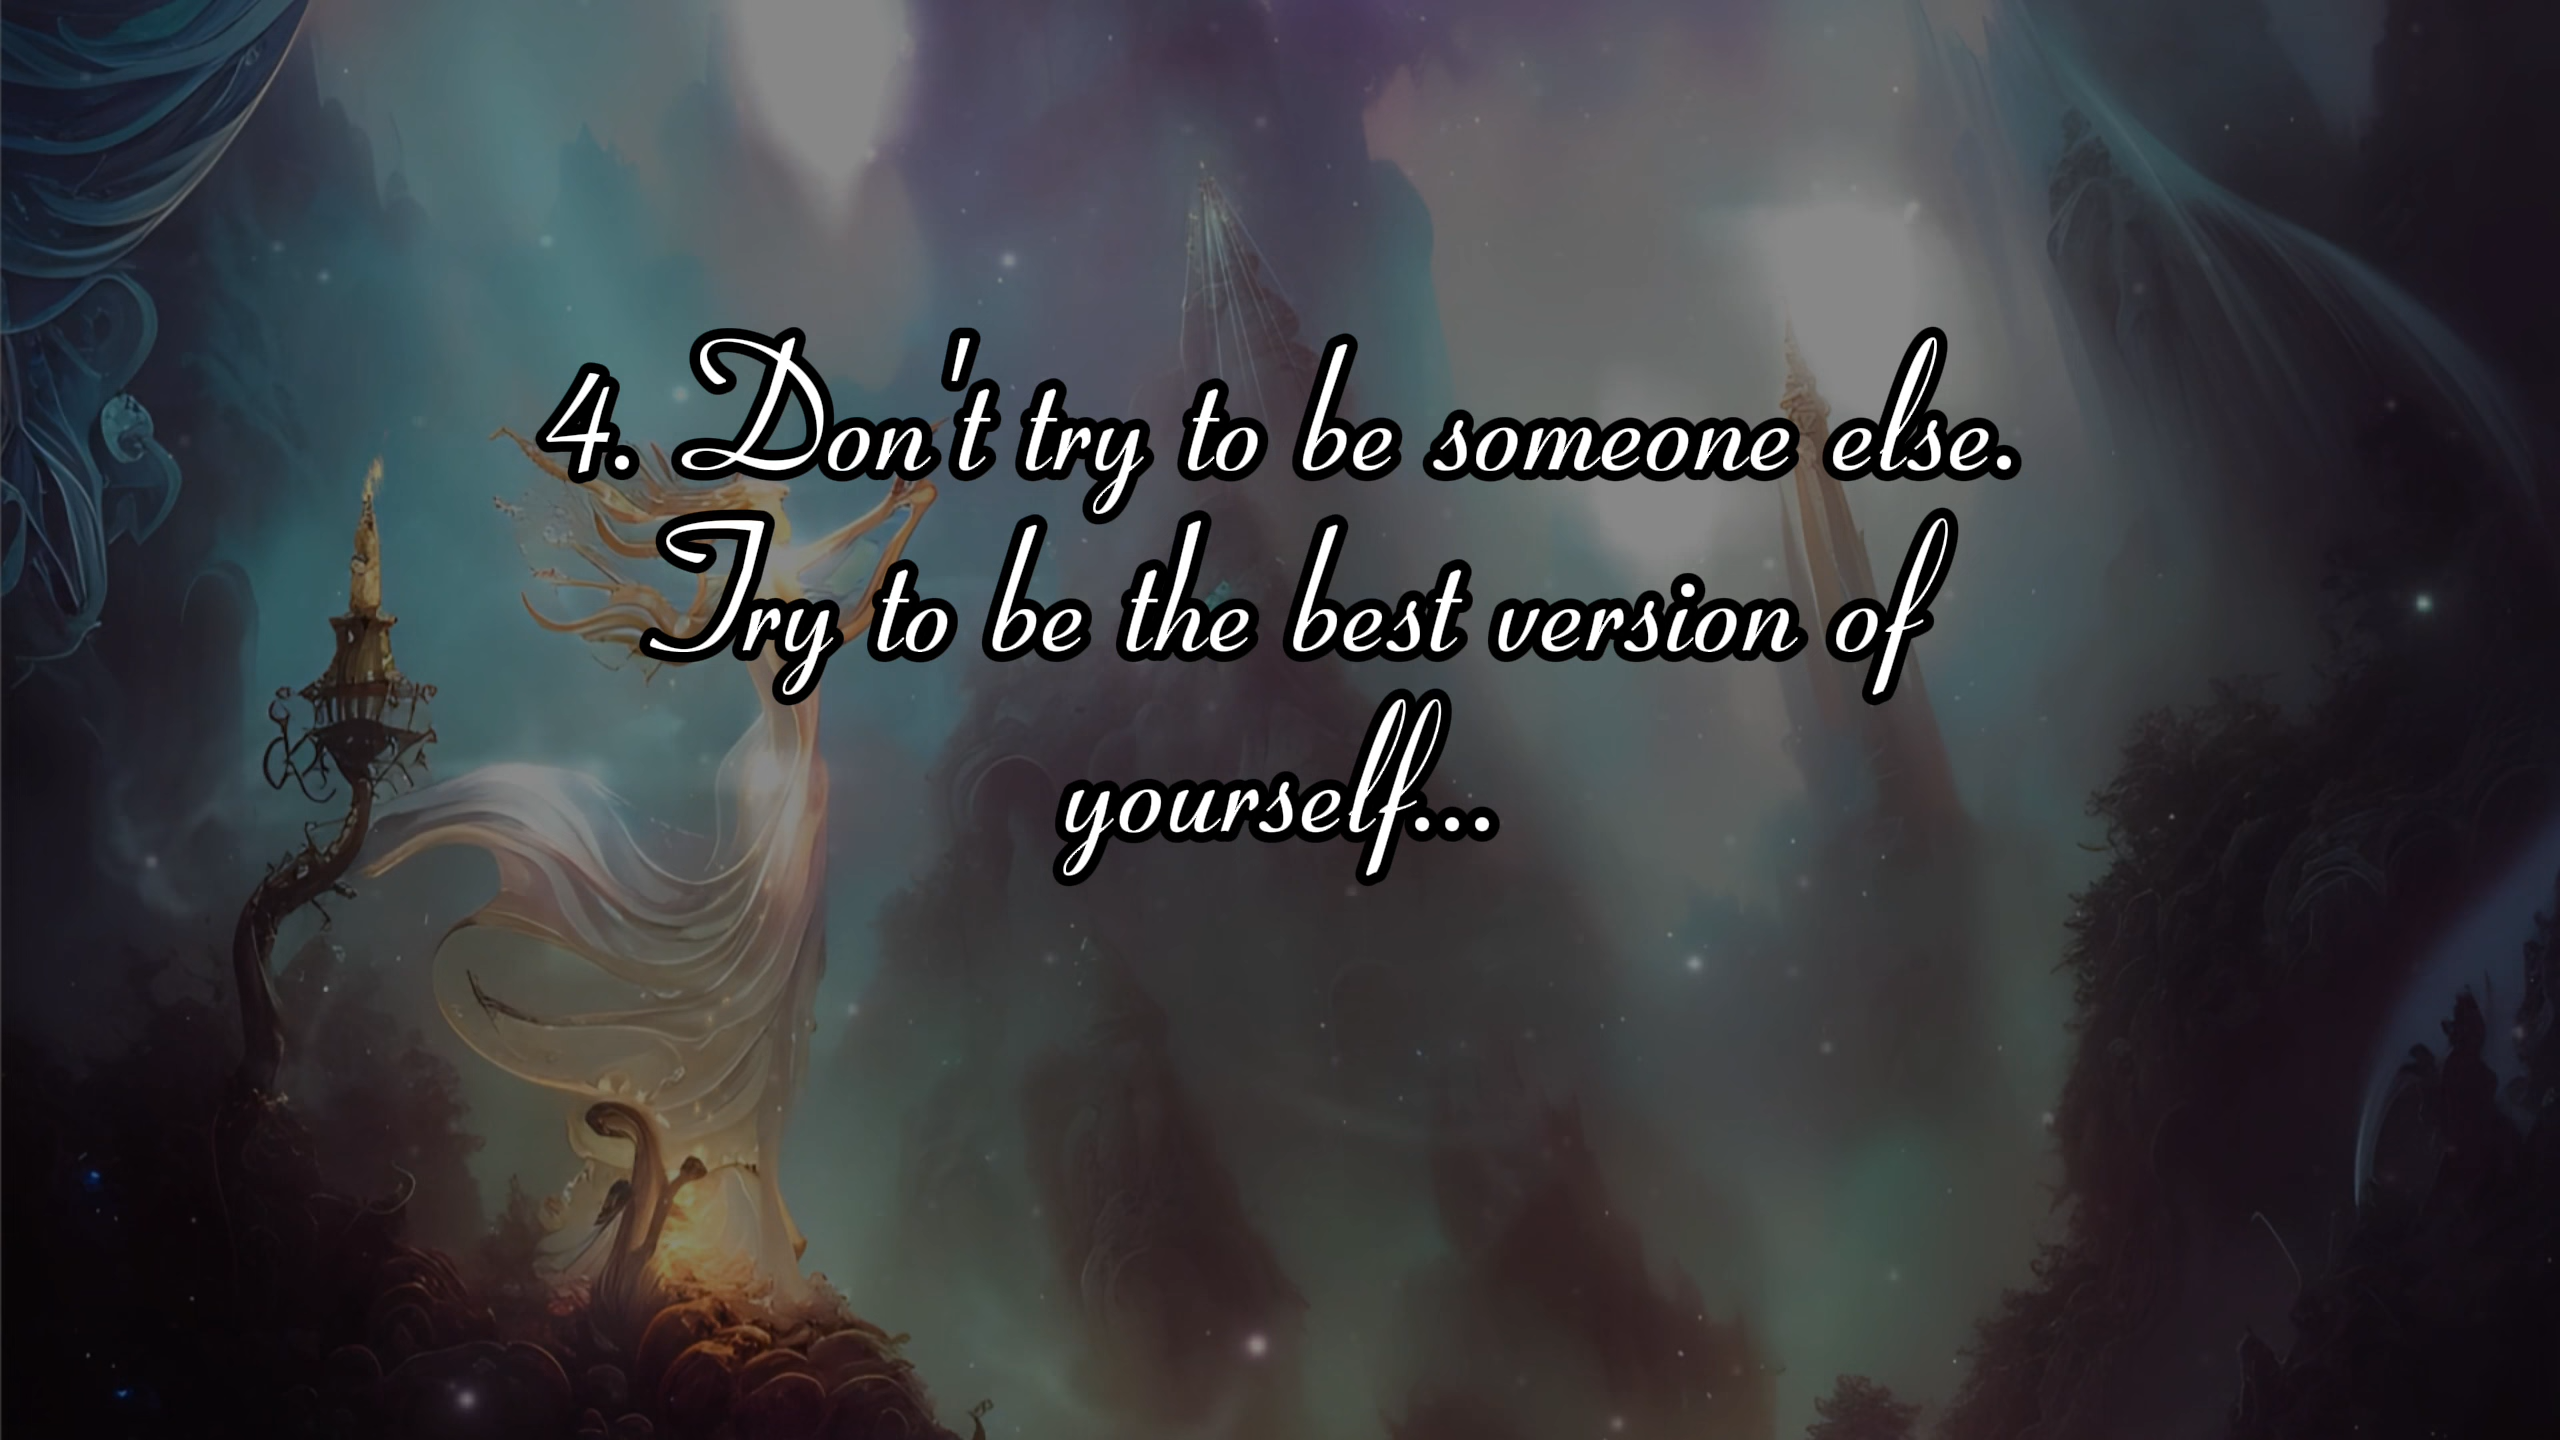 4. Don't try to be someone else.
Try to be the best version of
yourself...